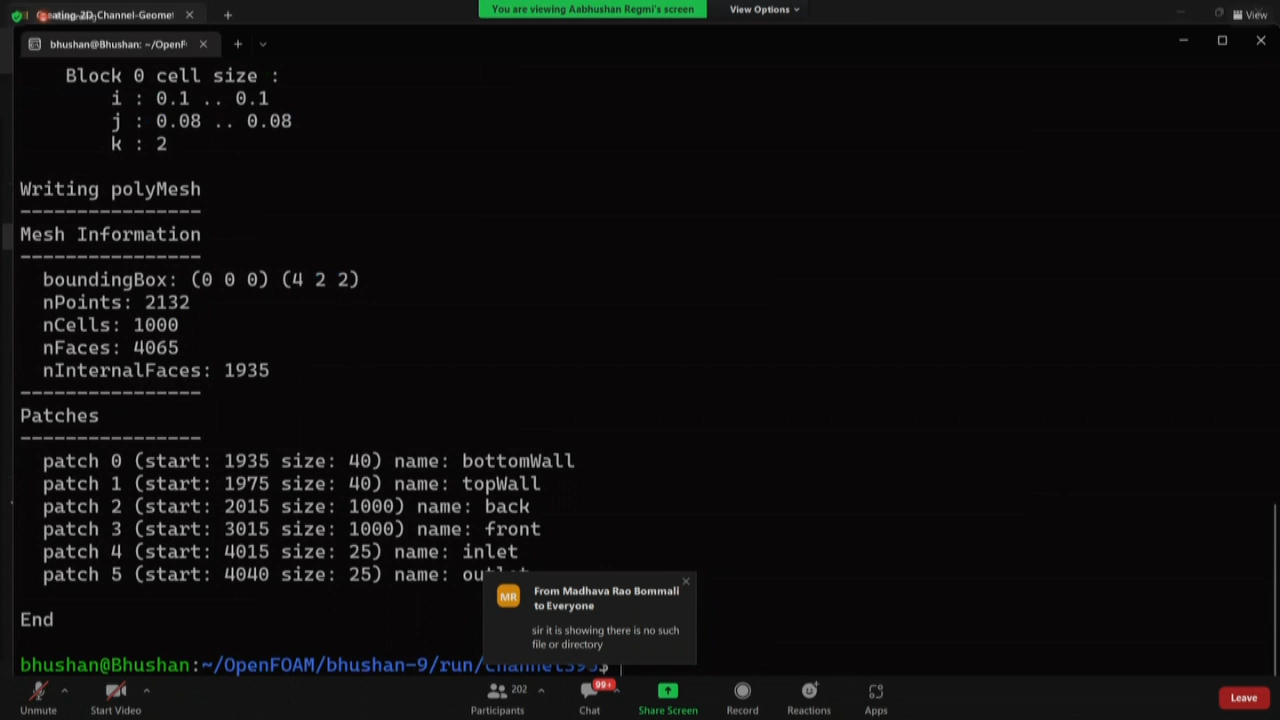 Creating-2D-Channel-Geomet
You are viewing Aabhushan Regmi's screen
View Options
View
bhushan@Bhushan: ~/OpenF
Block 0 cell size :
i : 0.1 .. 0.1
j : 0.08 .. 0.08
k : 2
Writing polyMesh
----------------
Mesh Information
----------------
boundingBox: (0 0 0) (4 2 2)
nPoints: 2132
nCells: 1000
nFaces: 4065
nInternalFaces: 1935
----------------
Patches
----------------
patch 0 (start: 1935 size: 40) name: bottomWall
patch 1 (start: 1975 size: 40) name: topWall
patch 2 (start: 2015 size: 1000) name: back
patch 3 (start: 3015 size: 1000) name: front
patch 4 (start: 4015 size: 25) name: inlet
patch 5 (start: 4040 size: 25) name: outlet
End
MR
From Madhava Rao Bommali
to Everyone
sir it is showing there is no such
file or directory
bhushan@Bhushan:~/OpenFOAM/bhushan-9/run/channel395$
Unmute
Start Video
202
Participants
99+
Chat
Share Screen
Record
Reactions
Apps
Leave